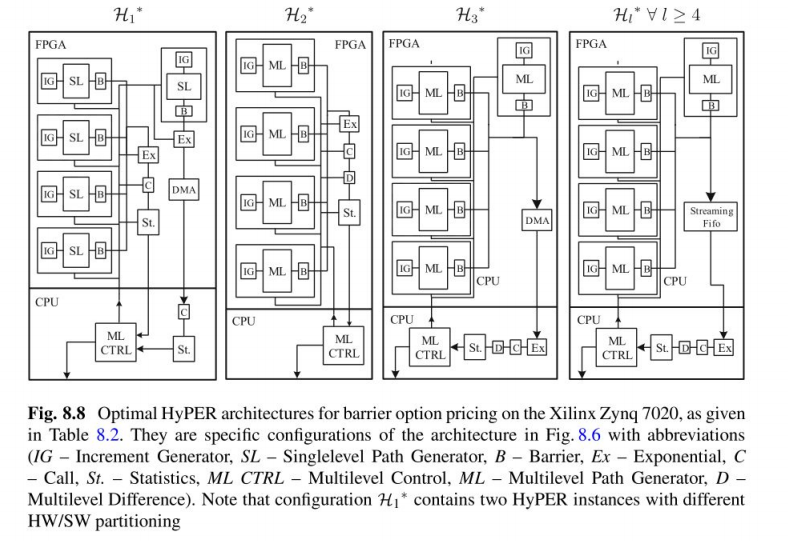 ℋ₁* ℋ₂* ℋ₃* ℋₗ* ∀ l ≥ 4
FPGA
IG SL B
IG SL B
IG SL B
IG SL B
IG
SL
B
Ex
Ex
C
St.
DMA
CPU
ML
CTRL
C
St.
FPGA
IG ML B
IG ML B
IG ML B
IG ML B
Ex
C
D
St.
CPU
ML
CTRL
FPGA
IG ML B
IG ML B
IG ML B
IG ML B
IG
ML
B
DMA
CPU
CPU
ML
CTRL
St. D C Ex
FPGA
IG ML B
IG ML B
IG ML B
IG ML B
IG
ML
B
Streaming
Fifo
CPU
CPU
ML
CTRL
St. D C Ex
Fig. 8.8 Optimal HyPER architectures for barrier option pricing on the Xilinx Zynq 7020, as given
in Table 8.2. They are specific configurations of the architecture in Fig. 8.6 with abbreviations
(IG – Increment Generator, SL – Singlelevel Path Generator, B – Barrier, Ex – Exponential, C
– Call, St. – Statistics, ML CTRL – Multilevel Control, ML – Multilevel Path Generator, D –
Multilevel Difference). Note that configuration ℋ₁* contains two HyPER instances with different
HW/SW partitioning